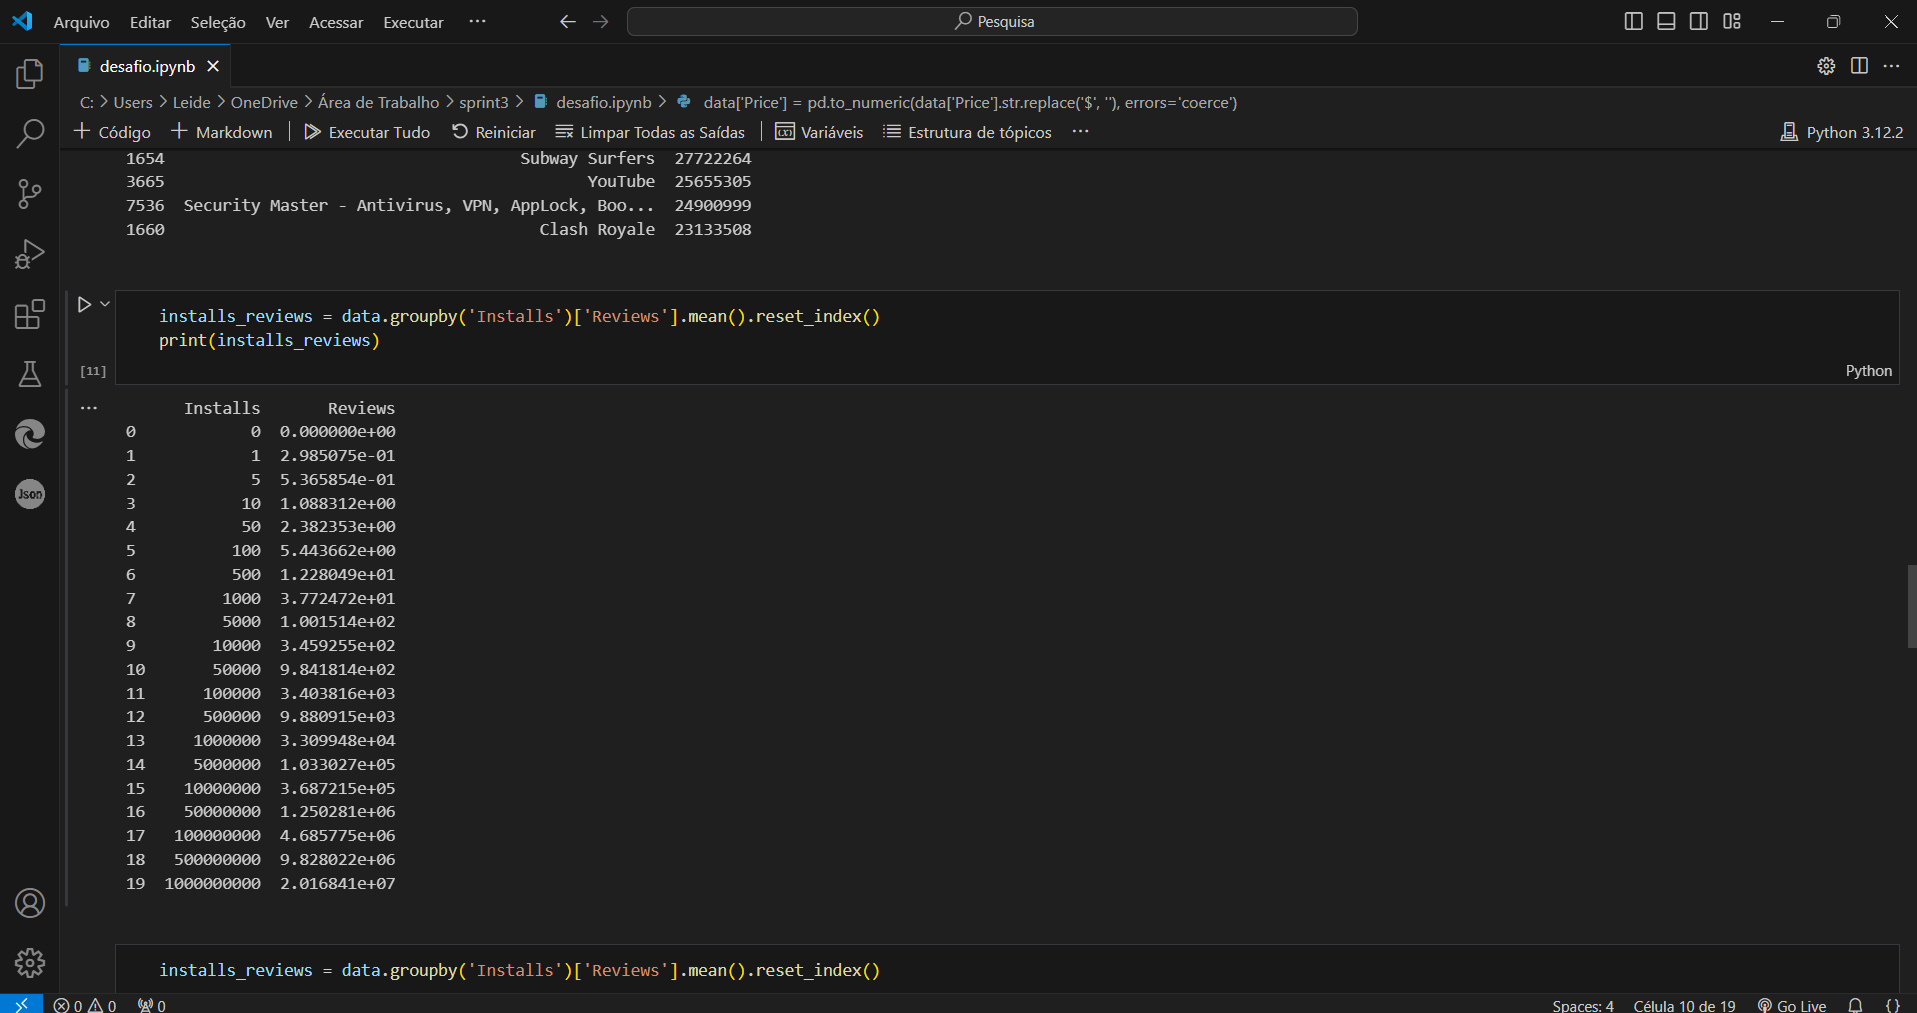 Arquivo Editar Seleção Ver Acessar Executar ··· Pesquisa
desafio.ipynb
C: > Users > Leide > OneDrive > Área de Trabalho > sprint3 > desafio.ipynb > data['Price'] = pd.to_numeric(data['Price'].str.replace('$', ''), errors='coerce')
+ Código + Markdown Executar Tudo Reiniciar Limpar Todas as Saídas Variáveis Estrutura de tópicos ··· Python 3.12.2
1654 Subway Surfers 27722264
3665 YouTube 25655305
7536 Security Master - Antivirus, VPN, AppLock, Boo... 24900999
1660 Clash Royale 23133508
installs_reviews = data.groupby('Installs')['Reviews'].mean().reset_index()
print(installs_reviews)
[11] Python
... Installs Reviews
0 0 0.000000e+00
1 1 2.985075e-01
2 5 5.365854e-01
3 10 1.088312e+00
4 50 2.382353e+00
5 100 5.443662e+00
6 500 1.228049e+01
7 1000 3.772472e+01
8 5000 1.001514e+02
9 10000 3.459255e+02
10 50000 9.841814e+02
11 100000 3.403816e+03
12 500000 9.880915e+03
13 1000000 3.309948e+04
14 5000000 1.033027e+05
15 10000000 3.687215e+05
16 50000000 1.250281e+06
17 100000000 4.685775e+06
18 500000000 9.828022e+06
19 1000000000 2.016841e+07
Json
installs_reviews = data.groupby('Installs')['Reviews'].mean().reset_index()
0 0 0 Spaces: 4 Célula 10 de 19 Go Live {}